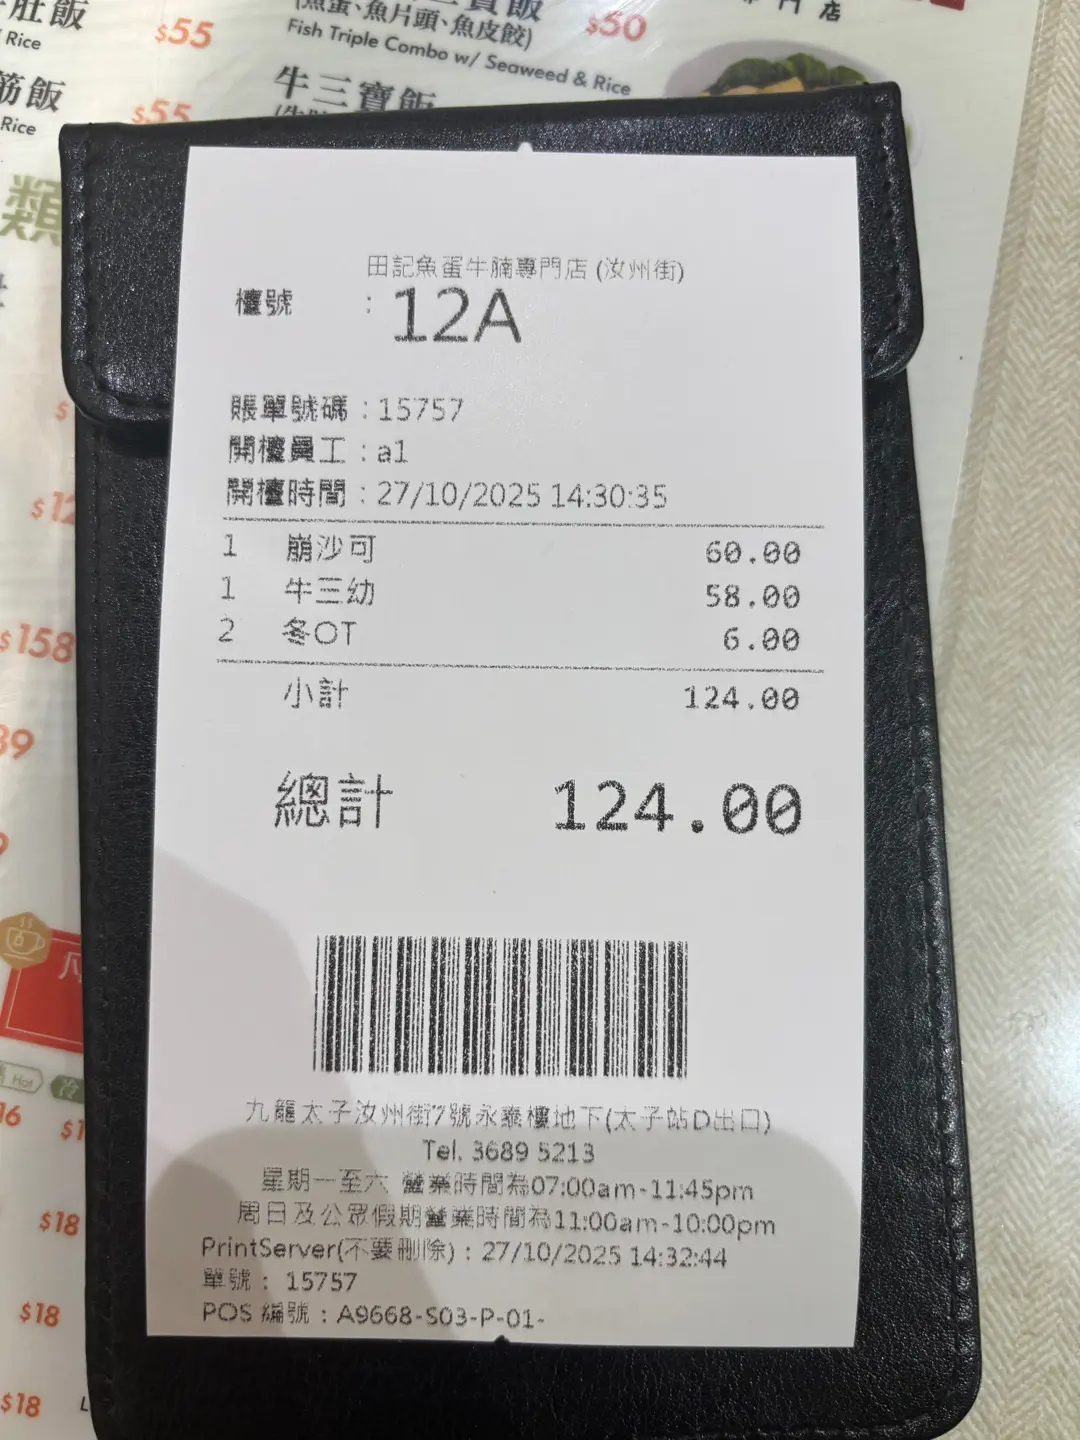 肚飯
Rice
$55
(魚蛋、魚片頭、魚皮餃)
Fish Triple Combo w/ Seaweed & Rice
$50
門店
筋飯
Rice
$55
牛三寶飯
類
田記魚蛋牛腩專門店 (汝州街)
檯號 : 12A
賬單號碼 : 15757
開檯員工 : a1
開檯時間 : 27/10/2025 14:30:35
1 崩沙可 60.00
1 牛三幼 58.00
2 冬OT 6.00
小計 124.00
總計 124.00
九龍太子汝州街7號永泰樓地下(太子站D出口)
Tel. 3689 5213
星期一至六 營業時間為07:00am-11:45pm
周日及公眾假期營業時間為11:00am-10:00pm
PrintServer(不要刪除) : 27/10/2025 14:32:44
單號 : 15757
POS 編號 : A9668-S03-P-01-
$158
Hot
冷
$18
$18
$18